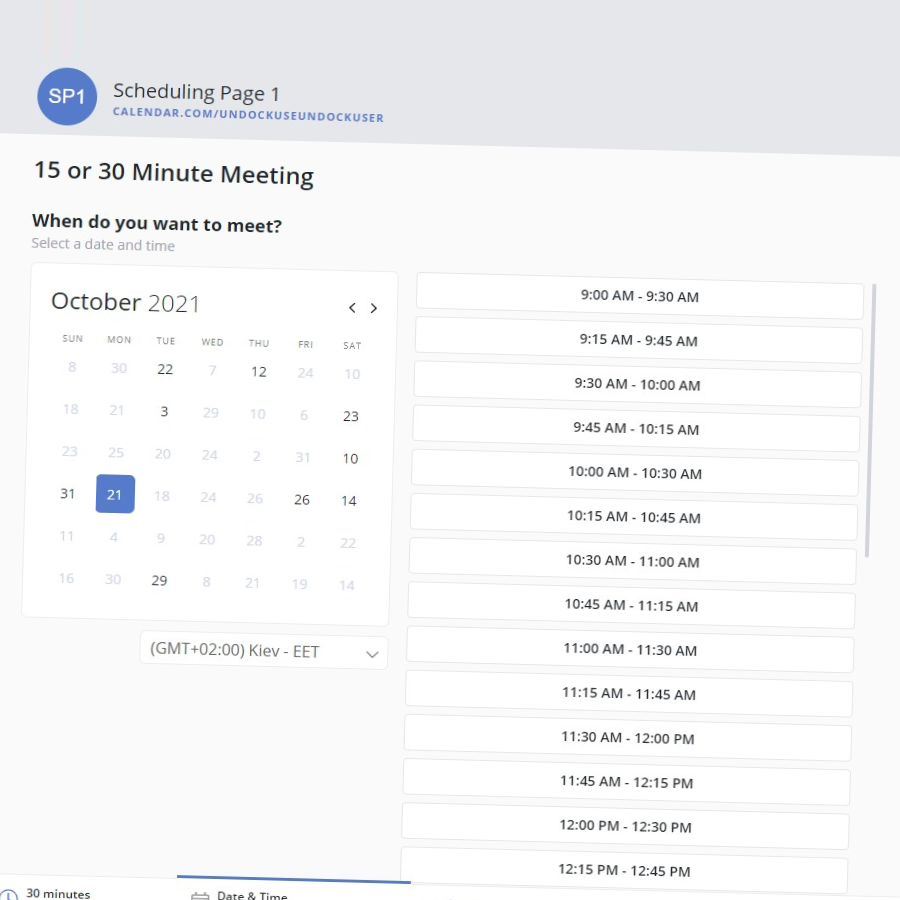 SP1
Scheduling Page 1
CALENDAR.COM/UNDOCKUSEUNDOCKUSER
15 or 30 Minute Meeting
When do you want to meet?
Select a date and time
October 2021
SUN MON TUE WED THU FRI SAT
8 30 22 7 12 24 10
18 21 3 29 10 6 23
23 25 20 24 2 31 10
31 21 18 24 26 26 14
11 4 9 20 28 2 22
16 30 29 8 21 19 14
(GMT+02:00) Kiev - EET
9:00 AM - 9:30 AM
9:15 AM - 9:45 AM
9:30 AM - 10:00 AM
9:45 AM - 10:15 AM
10:00 AM - 10:30 AM
10:15 AM - 10:45 AM
10:30 AM - 11:00 AM
10:45 AM - 11:15 AM
11:00 AM - 11:30 AM
11:15 AM - 11:45 AM
11:30 AM - 12:00 PM
11:45 AM - 12:15 PM
12:00 PM - 12:30 PM
12:15 PM - 12:45 PM
30 minutes
Date & Time